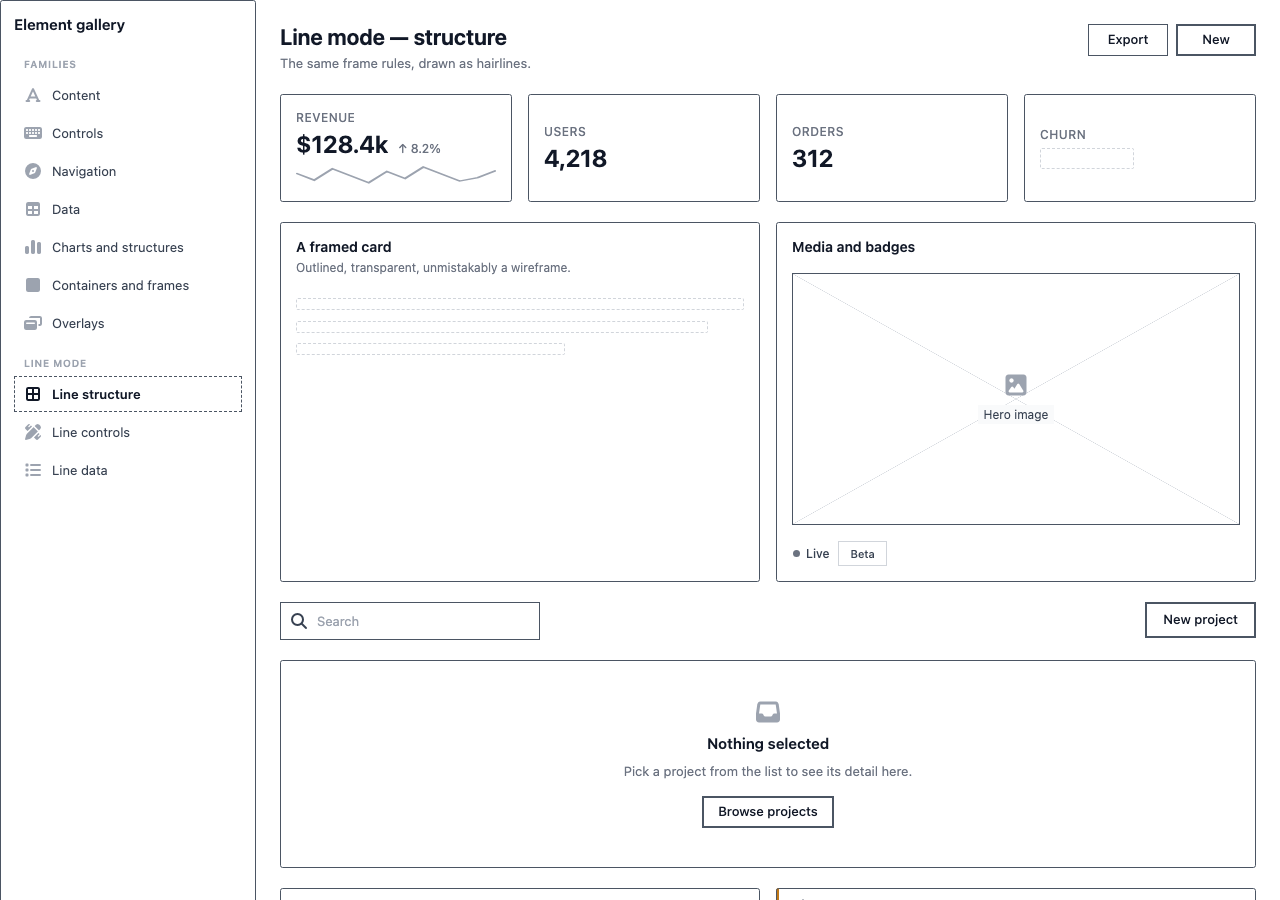 Element gallery
FAMILIES
Content
Controls
Navigation
Data
Charts and structures
Containers and frames
Overlays
LINE MODE
Line structure
Line controls
Line data
Line mode — structure
The same frame rules, drawn as hairlines.
Export
New
REVENUE
$128.4k ↑ 8.2%
USERS
4,218
ORDERS
312
CHURN
A framed card
Outlined, transparent, unmistakably a wireframe.
Media and badges
Hero image
Live
Beta
Search
New project
Nothing selected
Pick a project from the list to see its detail here.
Browse projects